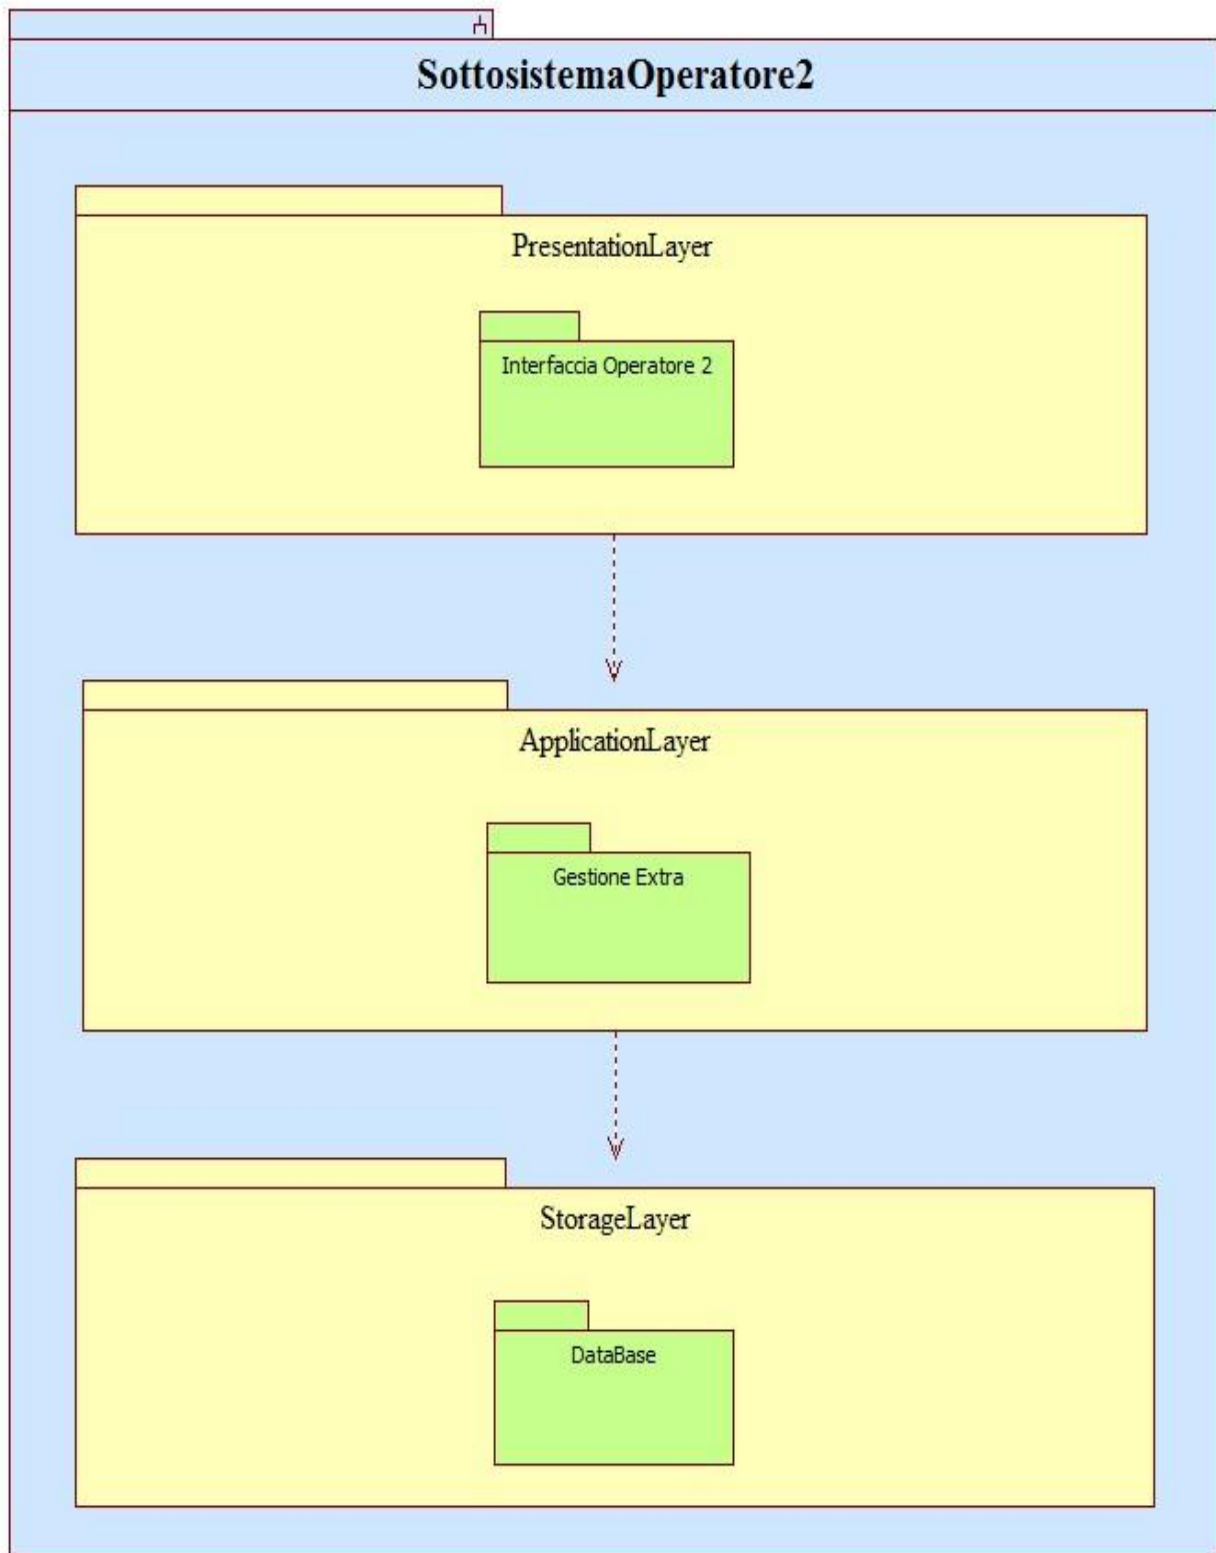 SottosistemaOperatore2
PresentationLayer
Interfaccia Operatore 2
ApplicationLayer
Gestione Extra
StorageLayer
DataBase